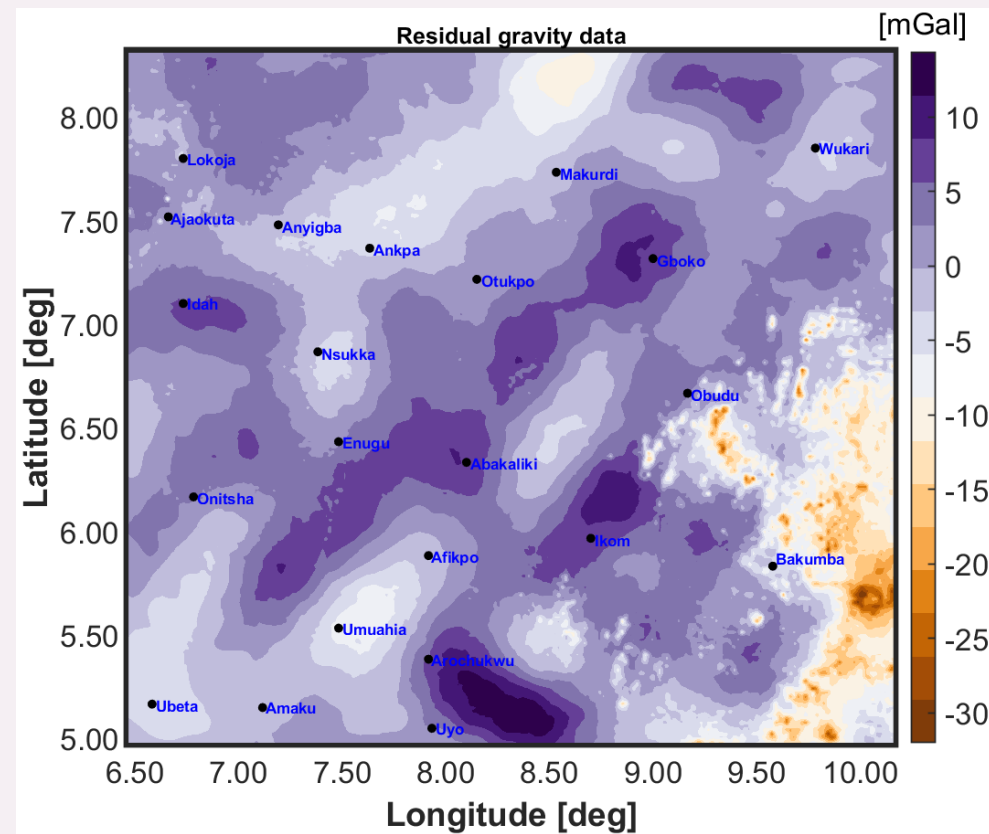 Residual gravity data
[mGal]
8.00
7.50
7.00
6.50
6.00
5.50
5.00
Latitude [deg]
Lokoja
Wukari
Makurdi
Ajaokuta
Anyigba
Ankpa
Gboko
Otukpo
Idah
Nsukka
Obudu
Enugu
Abakaliki
Onitsha
Ikom
Afikpo
Bakumba
Umuahia
Arochukwu
Ubeta
Amaku
Uyo
10
5
0
-5
-10
-15
-20
-25
-30
6.50 7.00 7.50 8.00 8.50 9.00 9.50 10.00
Longitude [deg]